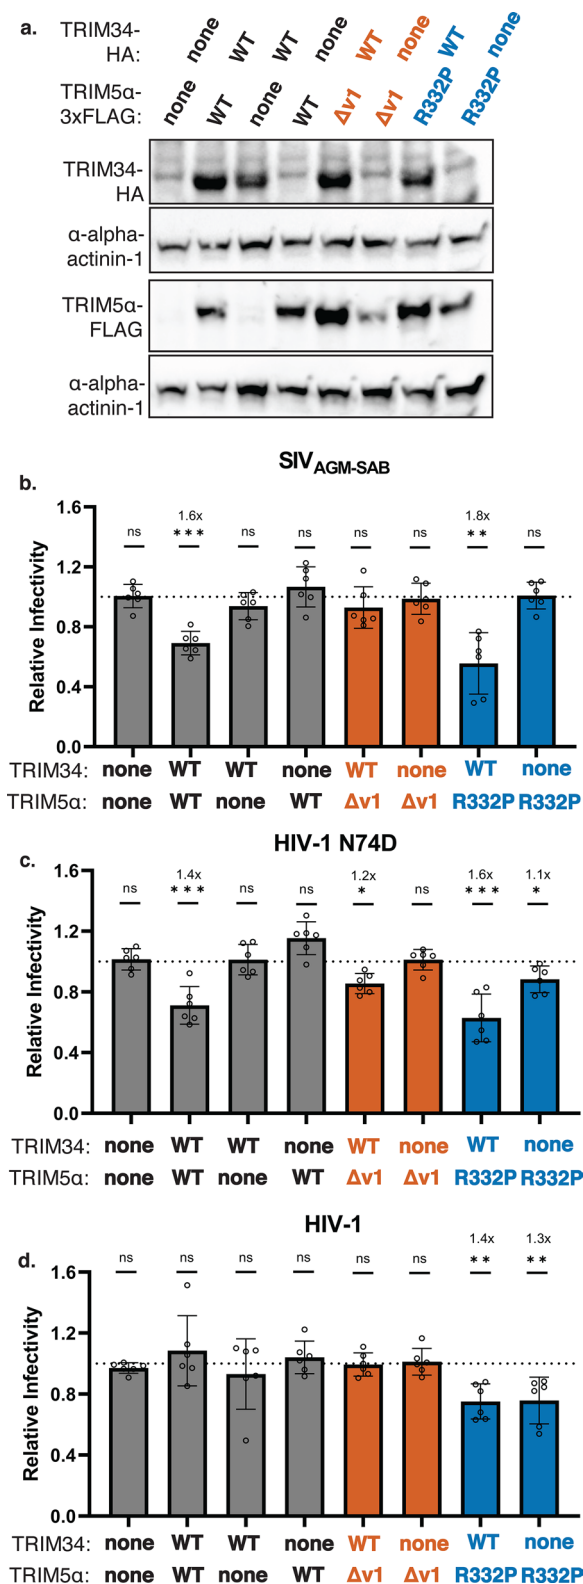 a.
TRIM34-
HA:
none WT WT none WT none WT none
TRIM5α-
3xFLAG:
none WT none WT Δv1 Δv1 R332P R332P
TRIM34-
HA
α-alpha-
actinin-1
TRIM5α-
FLAG
α-alpha-
actinin-1
SIVAGM-SAB
b.
1.6x 1.8x
ns *** ns ns ns ns ** ns
Relative Infectivity
1.6
1.2
0.8
0.4
0.0
TRIM34: none WT WT none WT none WT none
TRIM5α: none WT none WT Δv1 Δv1 R332P R332P
HIV-1 N74D
c.
1.4x 1.2x 1.6x 1.1x
ns *** ns ns * ns *** *
Relative Infectivity
1.6
1.2
0.8
0.4
0.0
TRIM34: none WT WT none WT none WT none
TRIM5α: none WT none WT Δv1 Δv1 R332P R332P
HIV-1
d.
1.4x 1.3x
ns ns ns ns ns ns ** **
Relative Infectivity
1.6
1.2
0.8
0.4
0.0
TRIM34: none WT WT none WT none WT none
TRIM5α: none WT none WT Δv1 Δv1 R332P R332P